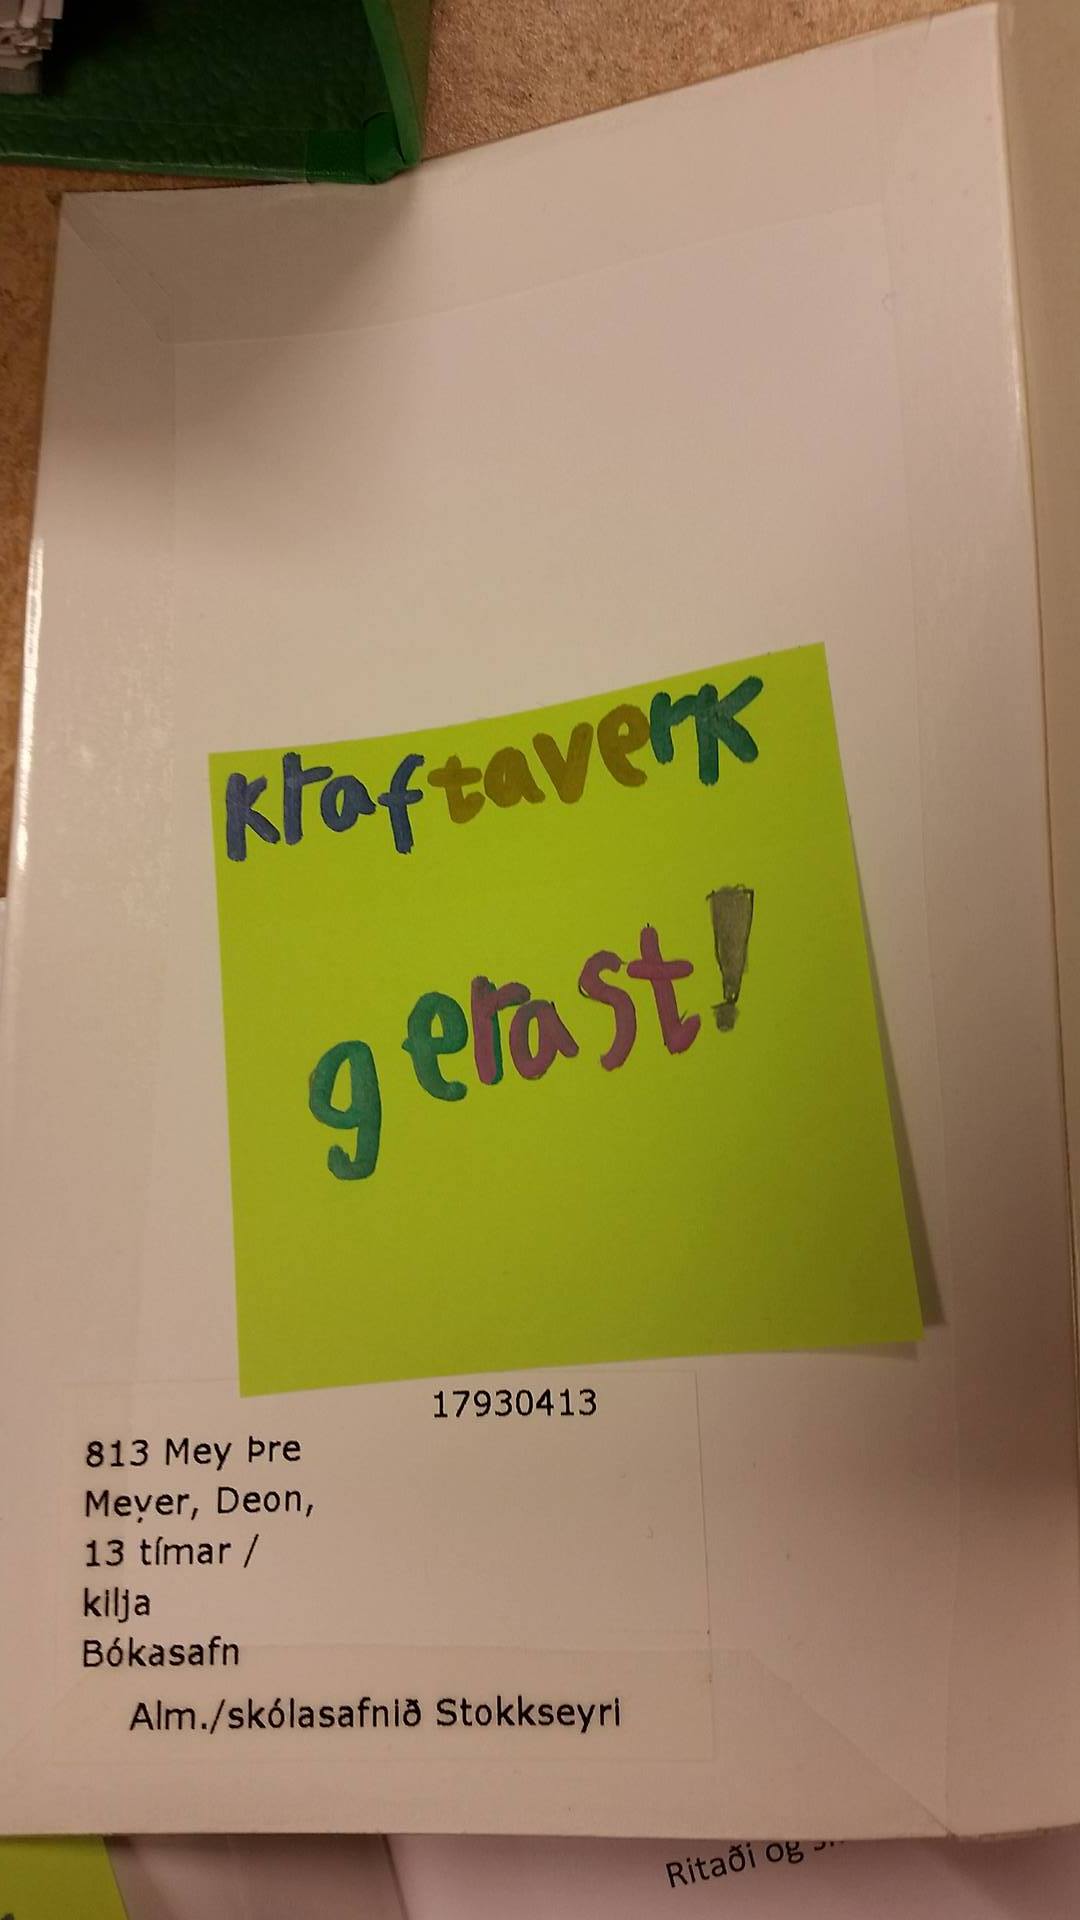 Kraftaverk
gerast!
17930413
813 Mey Þre
Meyer, Deon,
13 tímar /
kilja
Bókasafn
Alm./skólasafnið Stokkseyri
Ritaði og